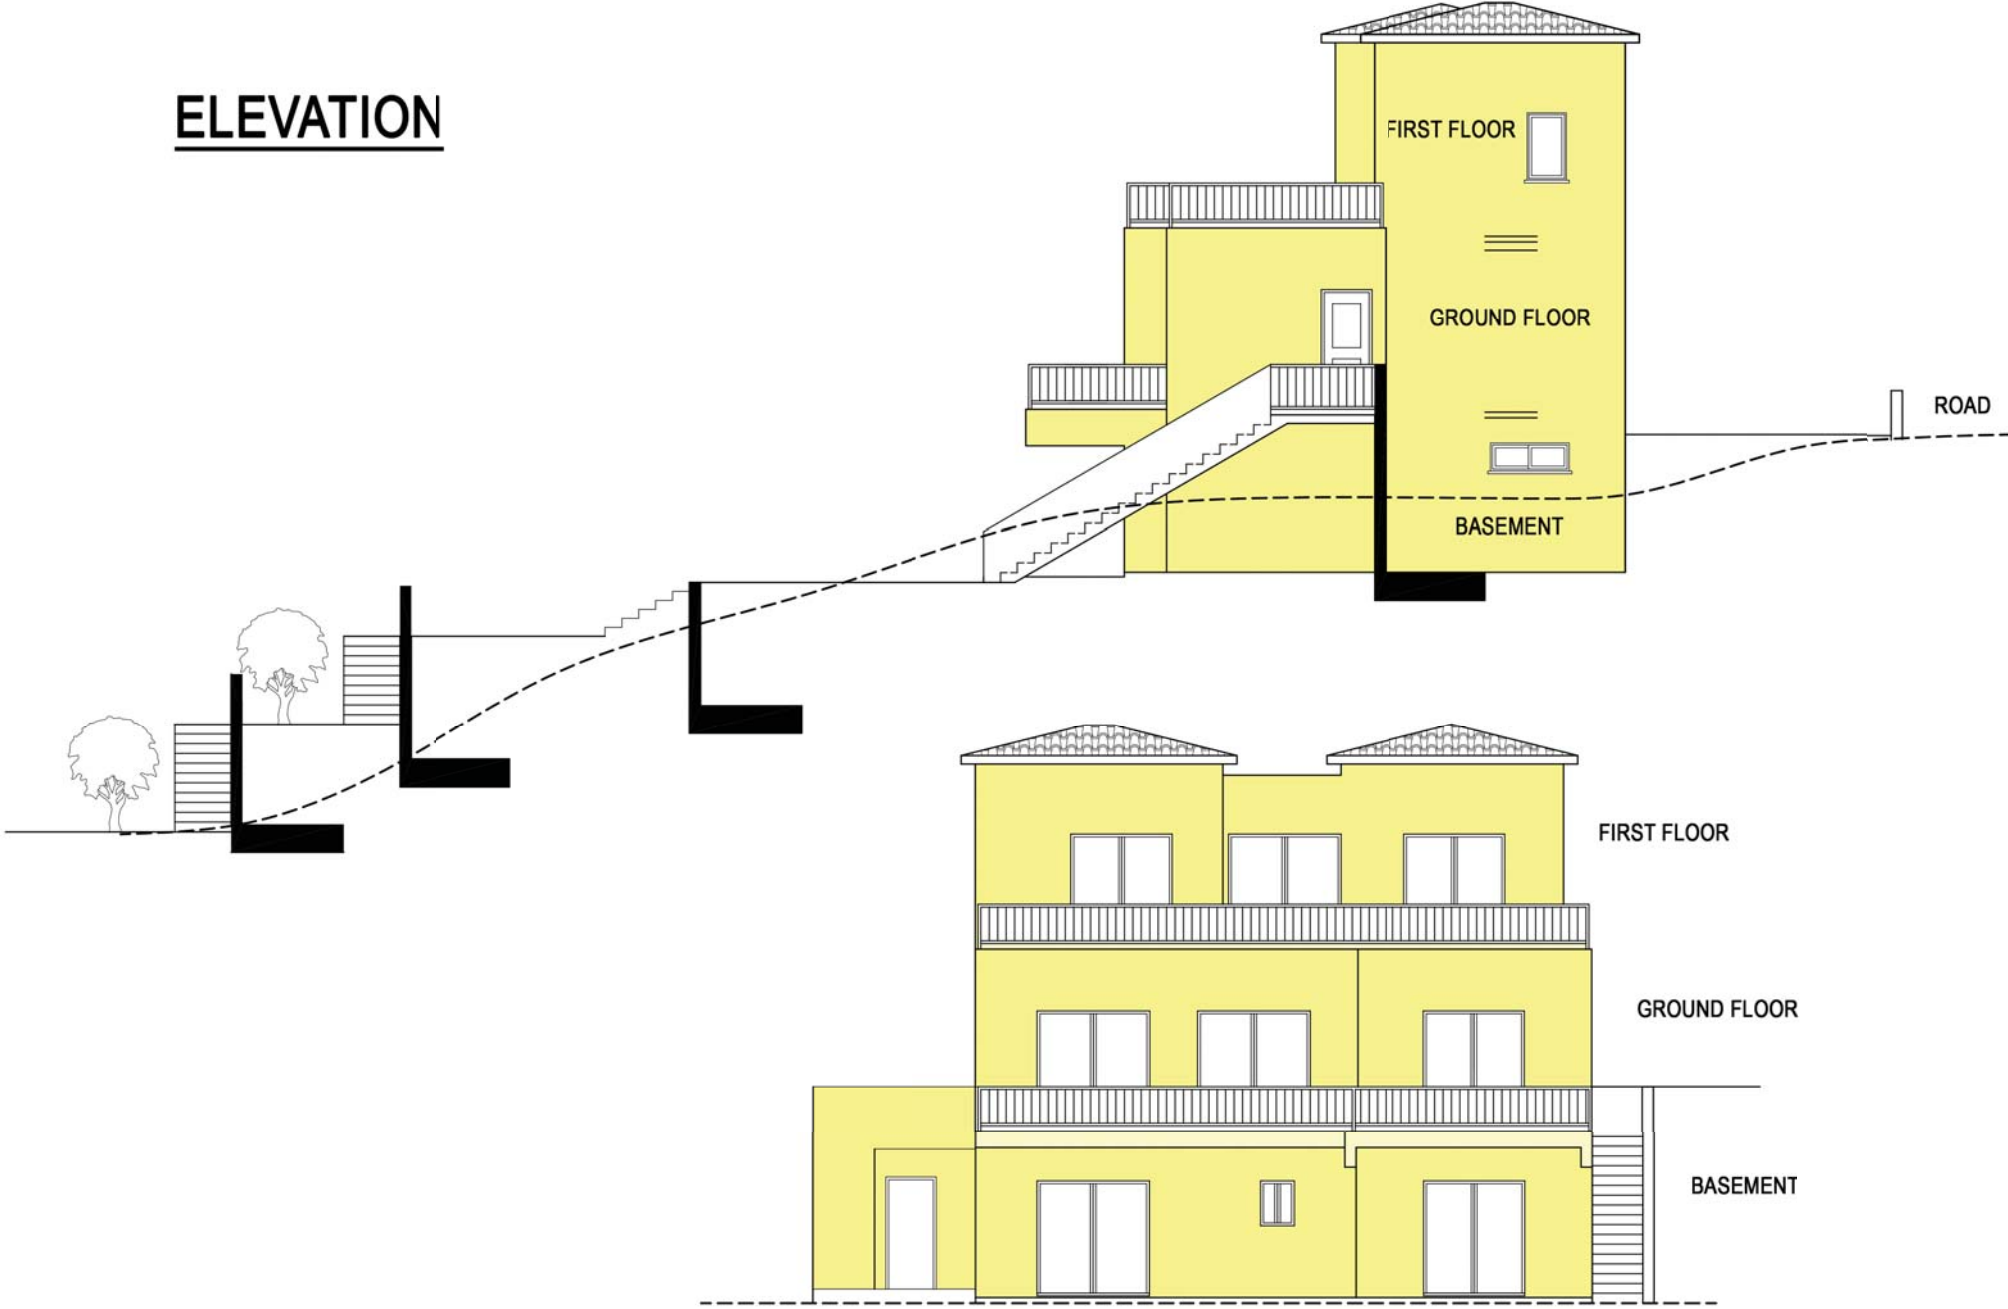 ELEVATION
FIRST FLOOR
GROUND FLOOR
ROAD
BASEMENT
FIRST FLOOR
GROUND FLOOR
BASEMENT